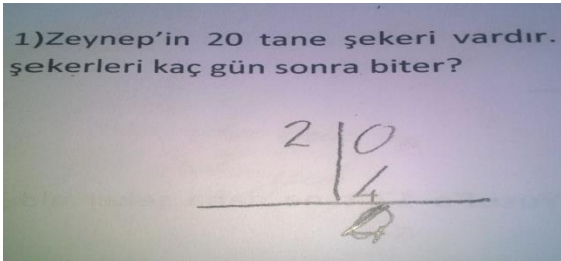 1)Zeynep'in 20 tane şekeri vardır.
şekerleri kaç gün sonra biter?
2 0
4